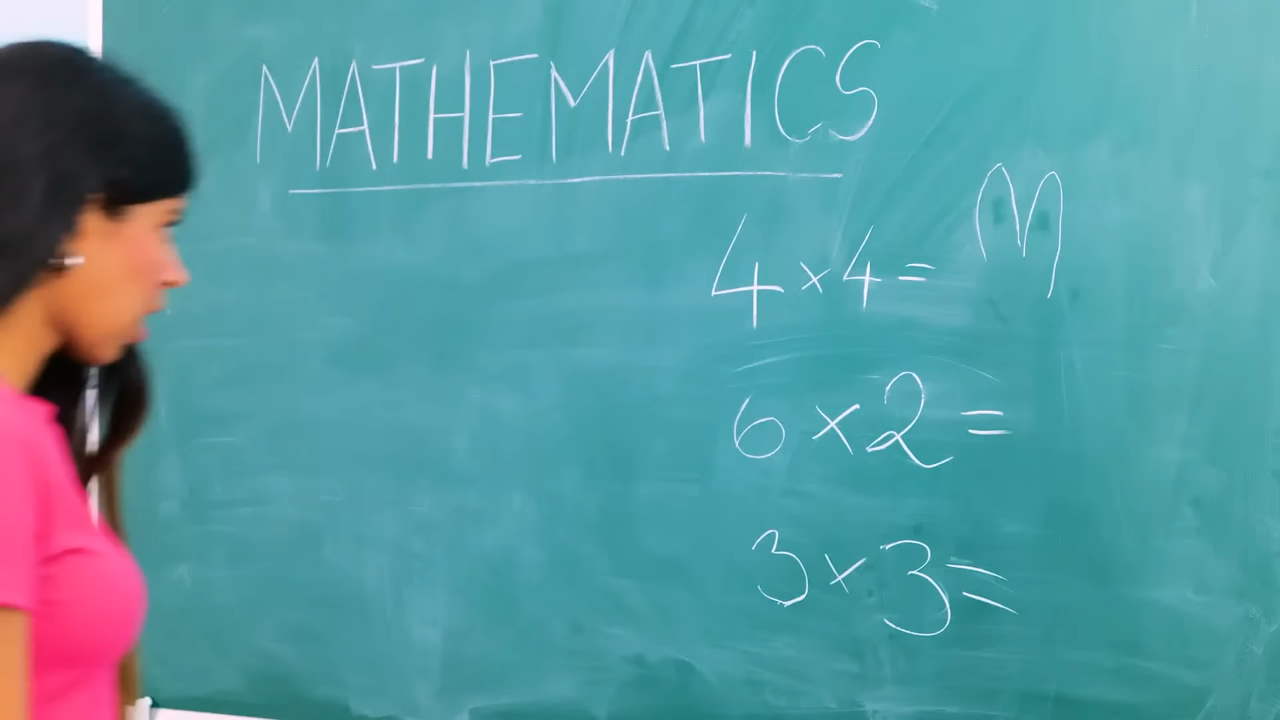 MATHEMATICS
4 × 4 = M
6 × 2 =
3 × 3 =